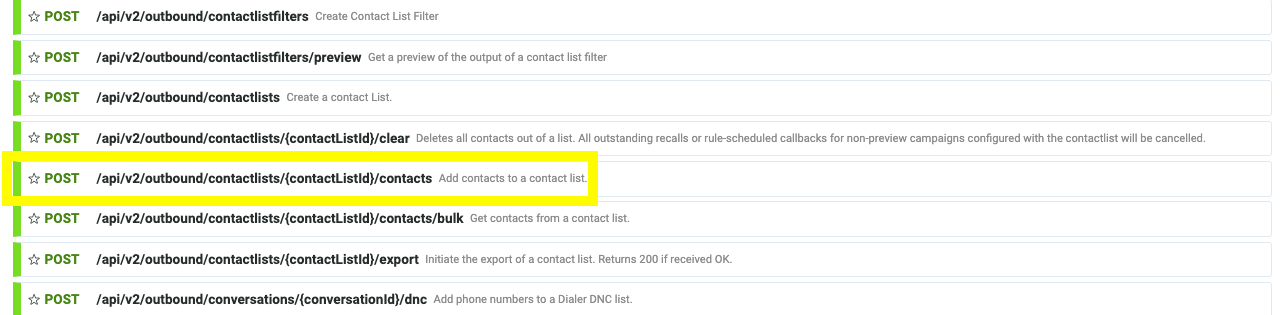 POST /api/v2/outbound/contactlistfilters Create Contact List Filter
POST /api/v2/outbound/contactlistfilters/preview Get a preview of the output of a contact list filter
POST /api/v2/outbound/contactlists Create a contact List.
POST /api/v2/outbound/contactlists/{contactListId}/clear Deletes all contacts out of a list. All outstanding recalls or rule-scheduled callbacks for non-preview campaigns configured with the contactlist will be cancelled.
POST /api/v2/outbound/contactlists/{contactListId}/contacts Add contacts to a contact list.
POST /api/v2/outbound/contactlists/{contactListId}/contacts/bulk Get contacts from a contact list.
POST /api/v2/outbound/contactlists/{contactListId}/export Initiate the export of a contact list. Returns 200 if received OK.
POST /api/v2/outbound/conversations/{conversationId}/dnc Add phone numbers to a Dialer DNC list.